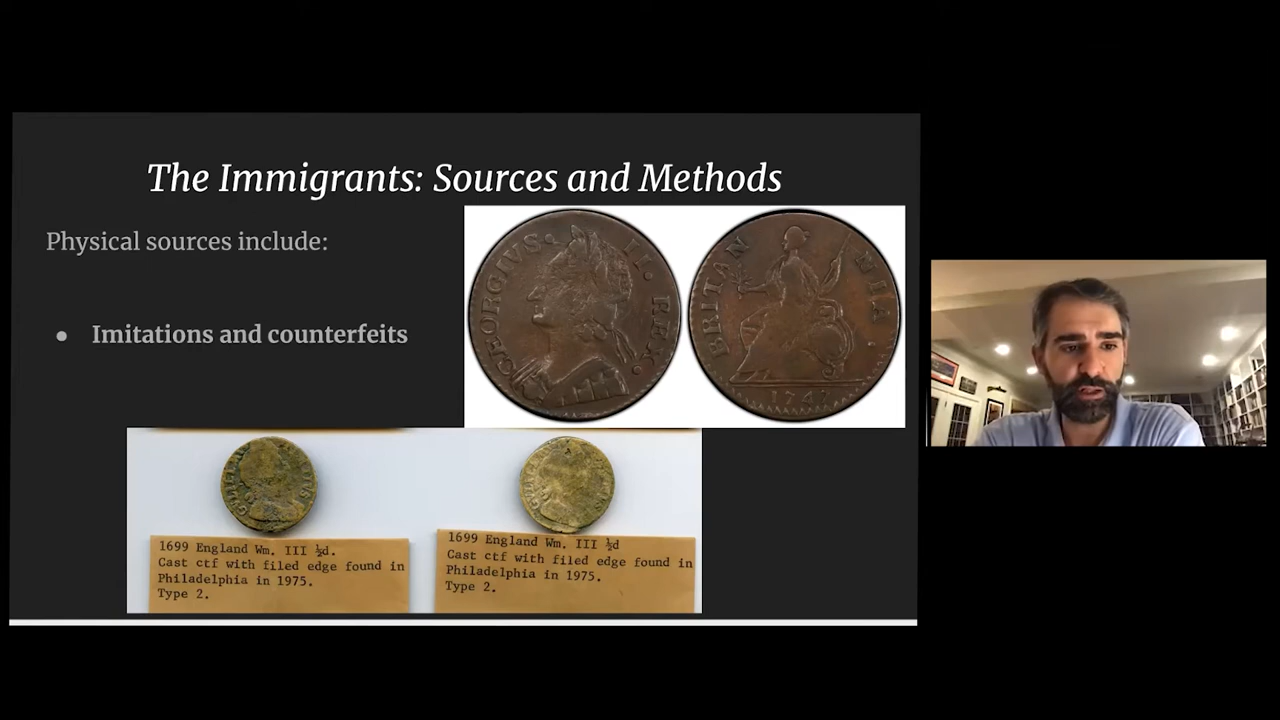 The Immigrants: Sources and Methods
Physical sources include:
● Imitations and counterfeits
GEORGIVS · II · REX ·
BRITAN NIA ·
174
1699 England Wm. III ½d.
Cast ctf with filed edge found in
Philadelphia in 1975.
Type 2.
1699 England Wm. III ½d
Cast ctf with filed edge found in
Philadelphia in 1975.
Type 2.